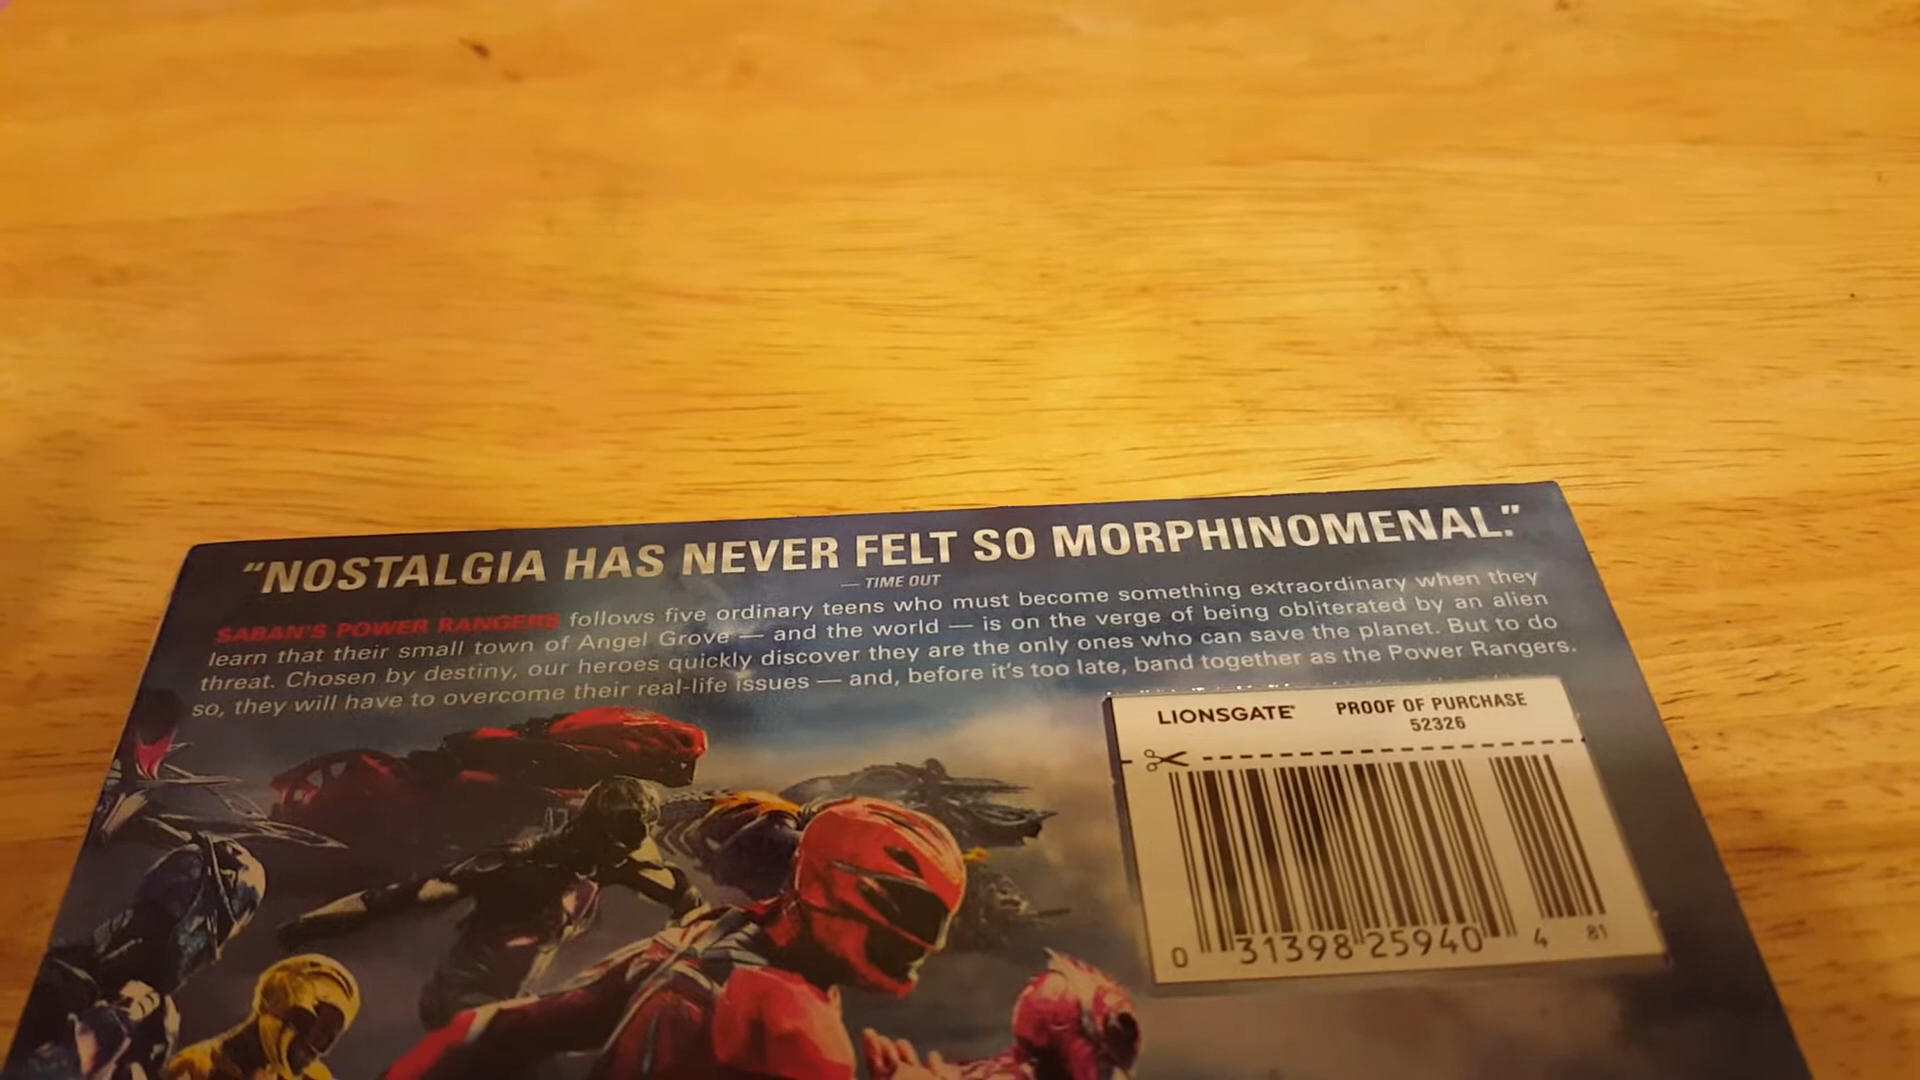 “NOSTALGIA HAS NEVER FELT SO MORPHINOMENAL.”
— TIME OUT
SABAN'S POWER RANGERS follows five ordinary teens who must become something extraordinary when they
learn that their small town of Angel Grove — and the world — is on the verge of being obliterated by an alien
threat. Chosen by destiny, our heroes quickly discover they are the only ones who can save the planet. But to do
so, they will have to overcome their real-life issues — and, before it's too late, band together as the Power Rangers.
LIONSGATE PROOF OF PURCHASE
52326
0 31398 25940 4 81